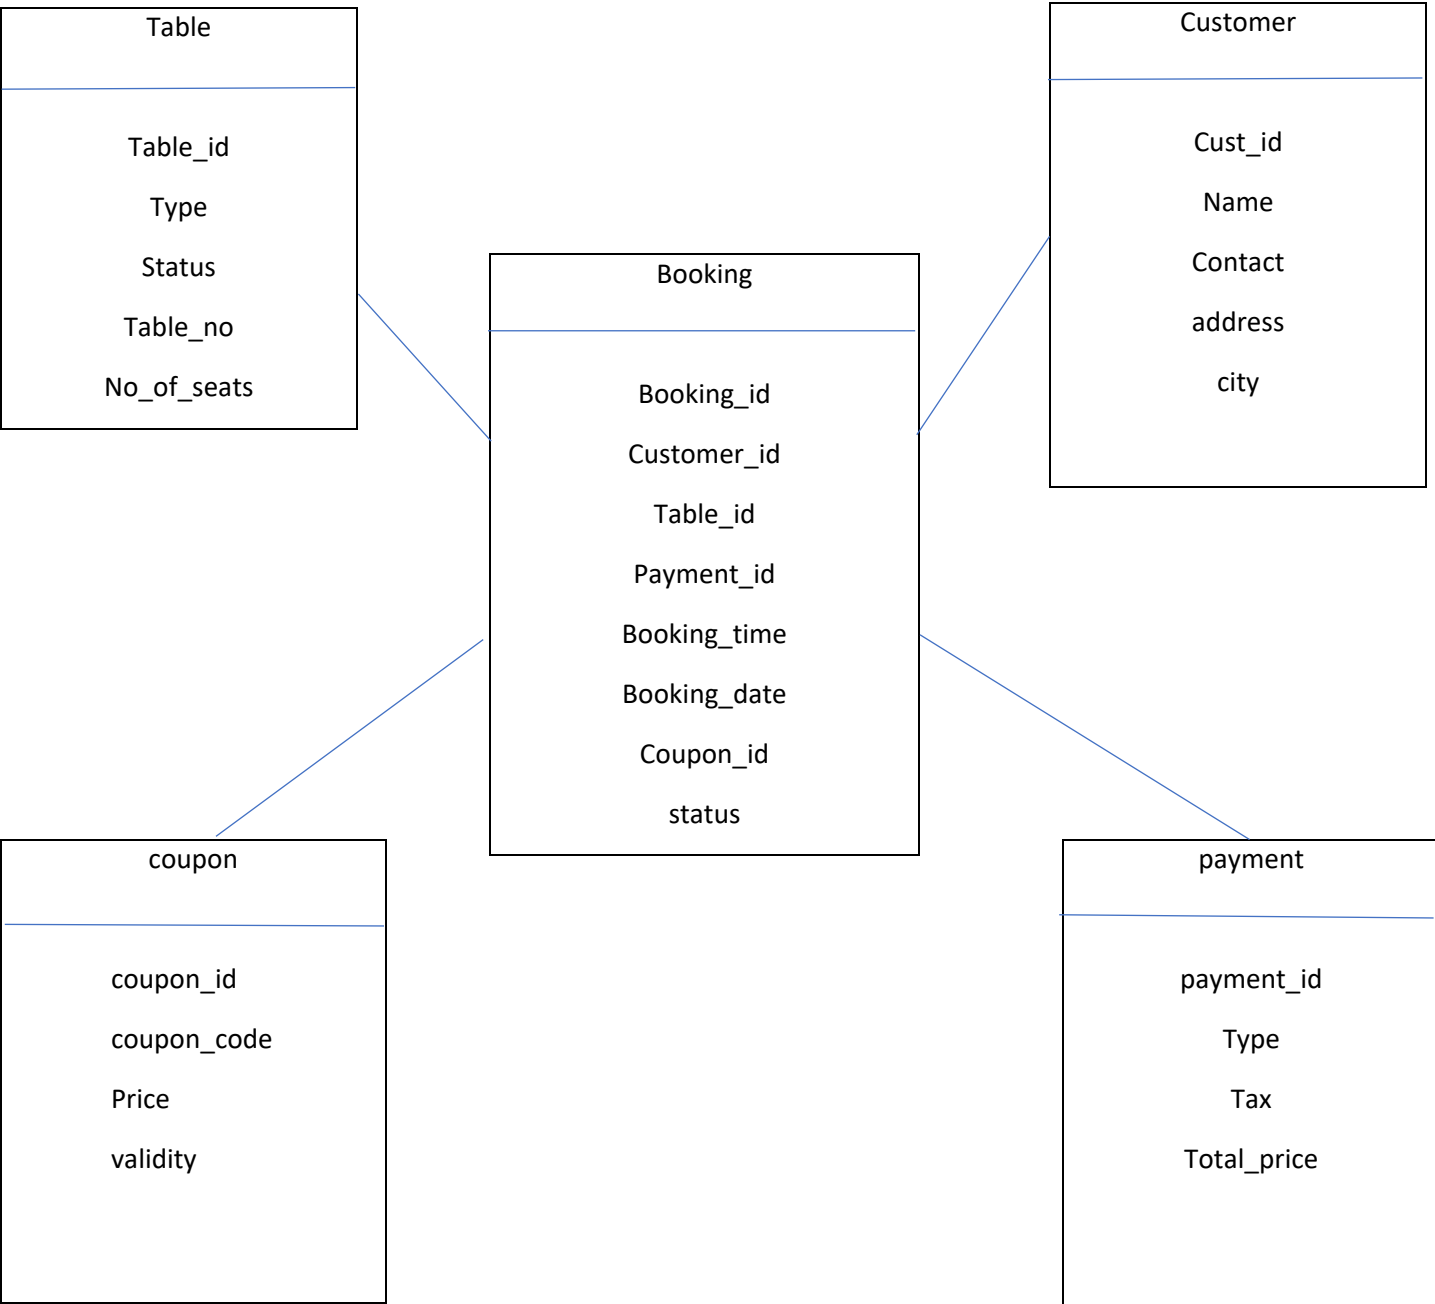 Table
Table_id
Type
Status
Table_no
No_of_seats
Customer
Cust_id
Name
Contact
address
city
Booking
Booking_id
Customer_id
Table_id
Payment_id
Booking_time
Booking_date
Coupon_id
status
coupon
coupon_id
coupon_code
Price
validity
payment
payment_id
Type
Tax
Total_price